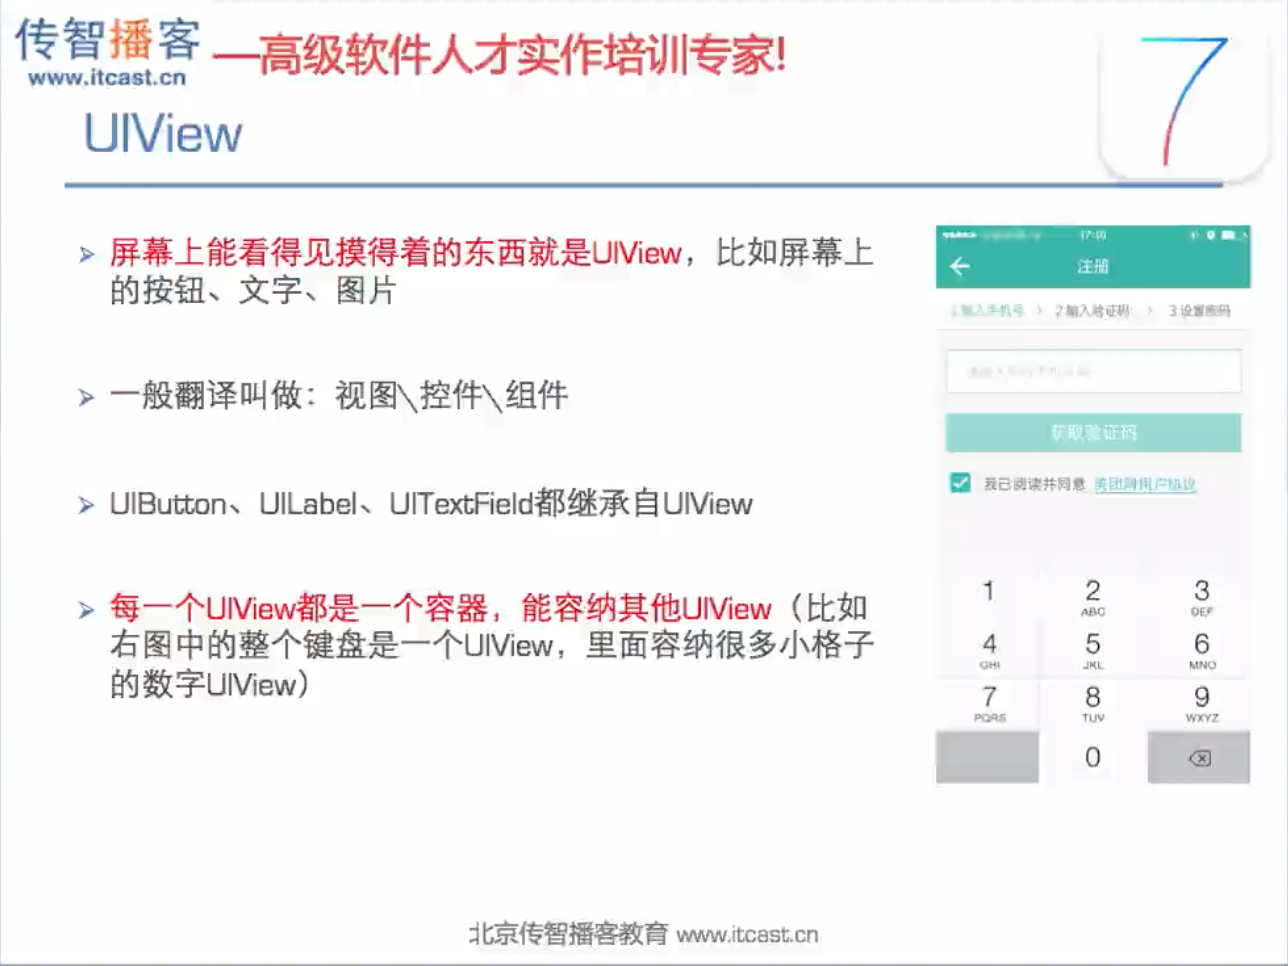 传智播客
www.itcast.cn
—高级软件人才实作培训专家!
7
UIView
屏幕上能看得见摸得着的东西就是UIView，比如屏幕上
的按钮、文字、图片
一般翻译叫做：视图\控件\组件
UIButton、UILabel、UITextField都继承自UIView
每一个UIView都是一个容器，能容纳其他UIView（比如
右图中的整个键盘是一个UIView，里面容纳很多小格子
的数字UIView）
注册
1 输入手机号 > 2 输入验证码 > 3 设置密码
获取验证码
我已阅读并同意 美团网用户协议
1 2 3
ABC DEF
4 5 6
GHI JKL MNO
7 8 9
PQRS TUV WXYZ
0
北京传智播客教育 www.itcast.cn